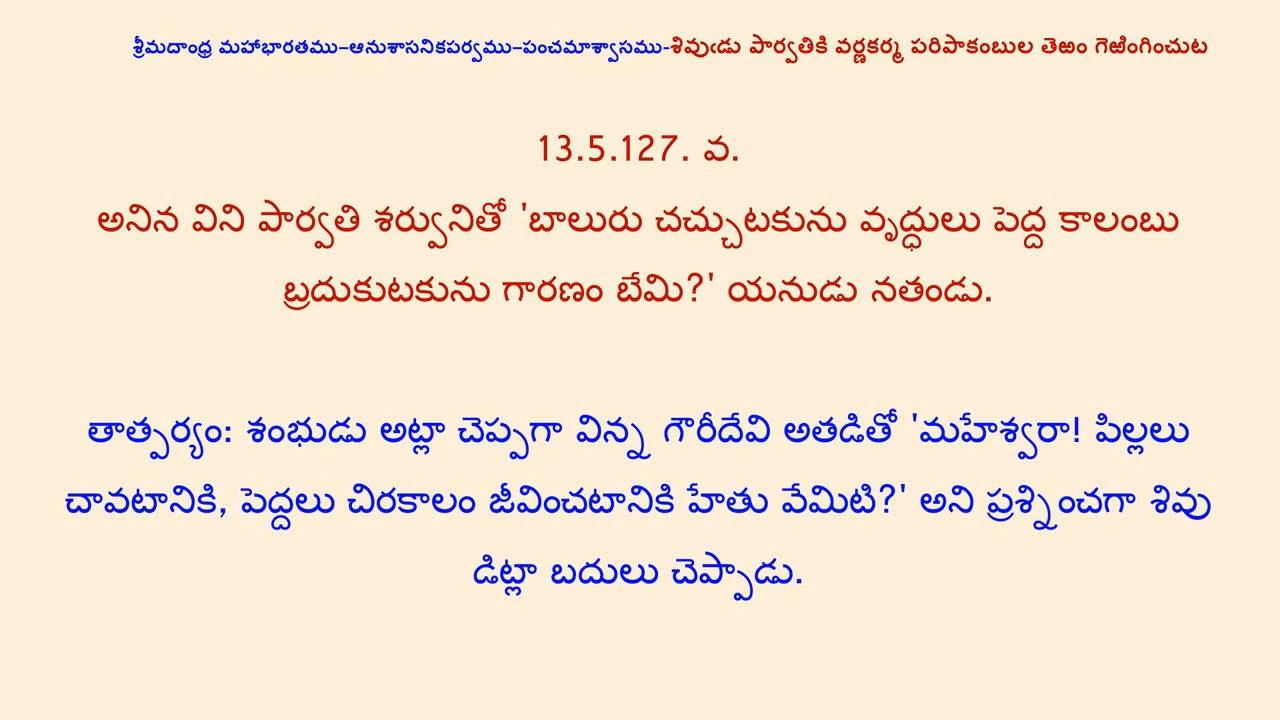 శ్రీమదాంధ్ర మహాభారతము–ఆనుశాసనికపర్వము–పంచమాశ్వాసము-శివుఁడు పార్వతికి వర్ణకర్మ పరిపాకంబుల తెఱం గెఱింగించుట
13.5.127. వ.
అనిన విని పార్వతి శర్వునితో 'బాలురు చచ్చుటకును వృద్ధులు పెద్ద కాలంబు
బ్రదుకుటకును గారణం బేమి?' యనుడు నతండు.
తాత్పర్యం: శంభుడు అట్లా చెప్పగా విన్న గౌరీదేవి అతడితో 'మహేశ్వరా! పిల్లలు
చావటానికి, పెద్దలు చిరకాలం జీవించటానికి హేతు వేమిటి?' అని ప్రశ్నించగా శివు
డిట్లా బదులు చెప్పాడు.